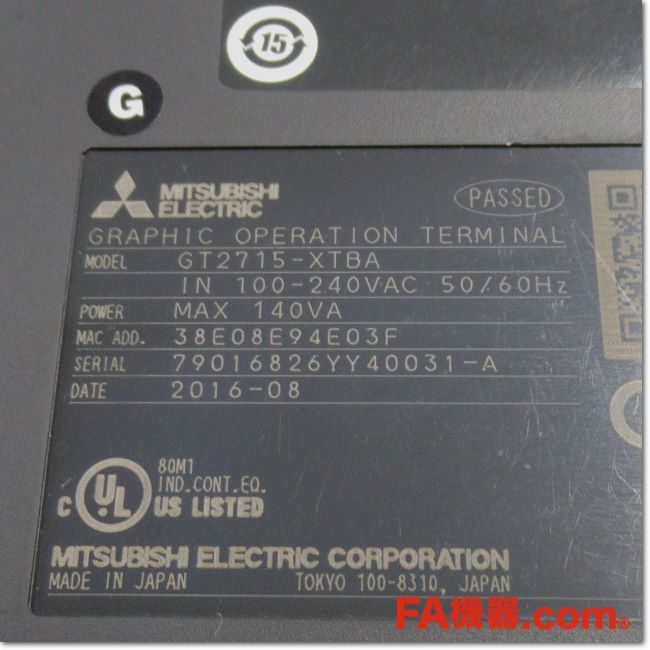 15
G
MITSUBISHI
ELECTRIC
PASSED
GRAPHIC OPERATION TERMINAL
MODEL GT2715-XTBA
IN 100-240VAC 50/60Hz
POWER MAX 140VA
MAC ADD. 38E08E94E03F
SERIAL 79016826YY40031-A
DATE 2016-08
80M1
IND.CONT.EQ.
C UL US LISTED
MITSUBISHI ELECTRIC CORPORATION
MADE IN JAPAN TOKYO 100-8310, JAPAN
FA機器.com®